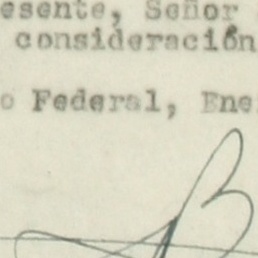 esente, Señor
consideración
o Federal, Ene